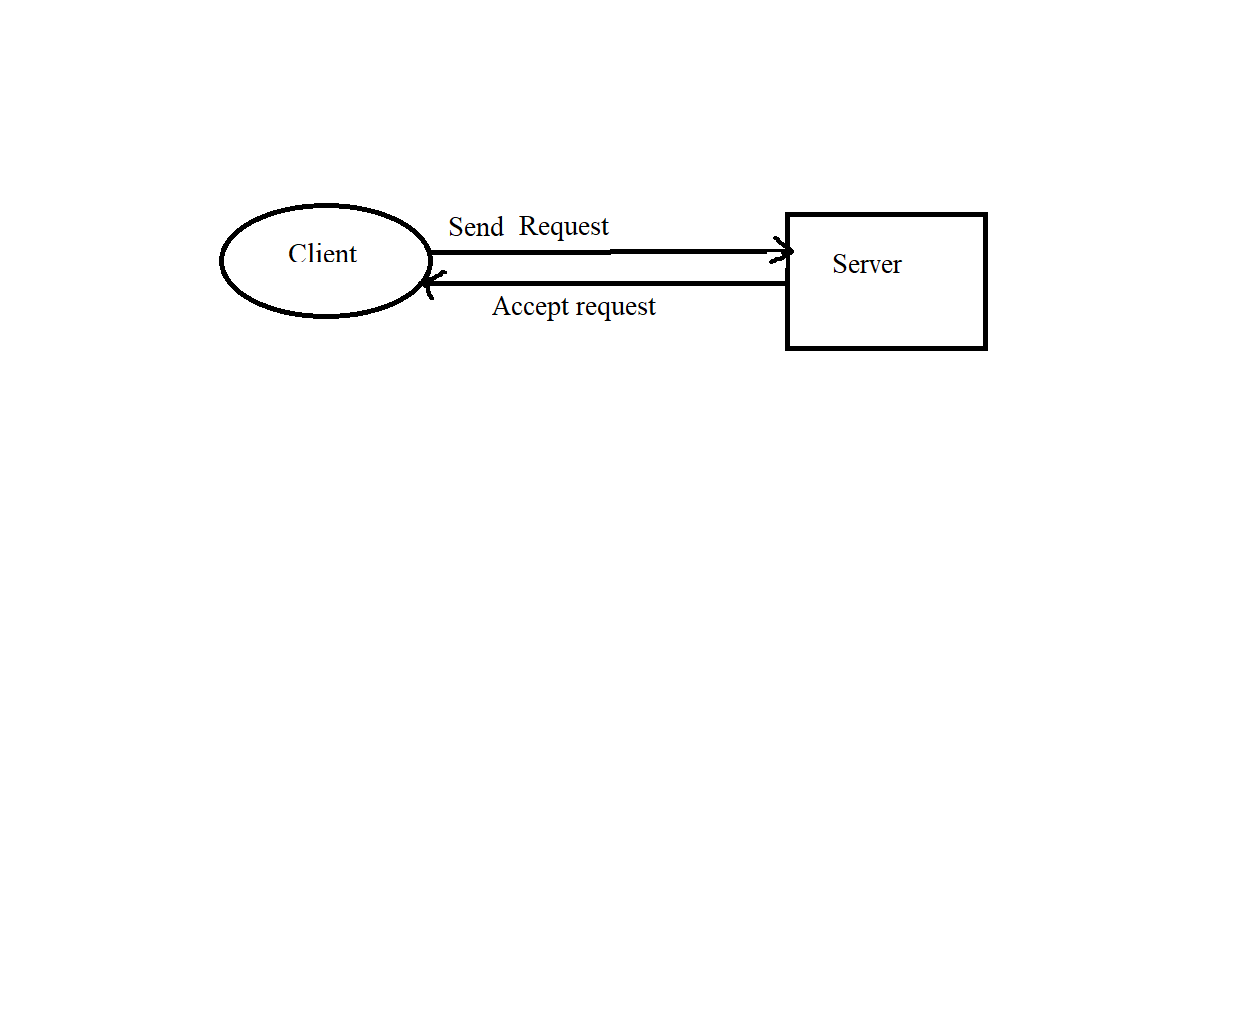 Send Request
Client
Server
Accept request